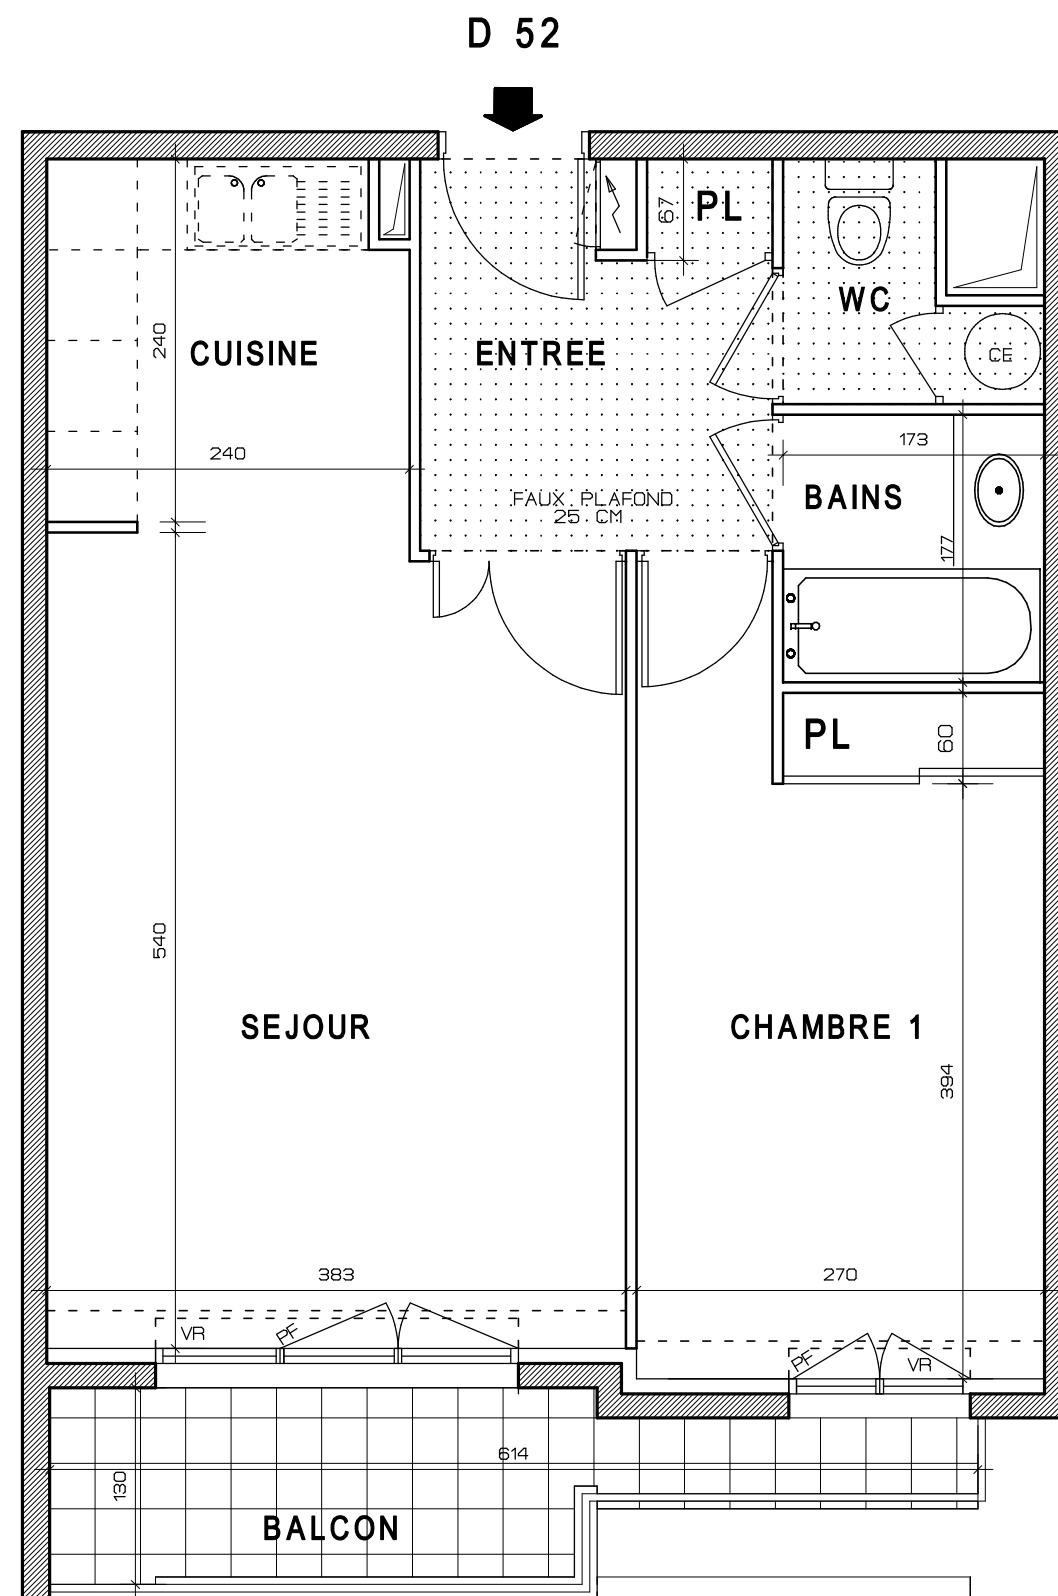 D 52
67
PL
WC
240
CUISINE
ENTREE
CE
240
173
FAUX PLAFOND
25 CM
BAINS
177
PL
60
540
SEJOUR
CHAMBRE 1
394
383
270
VR
PF
PF
VR
614
130
BALCON